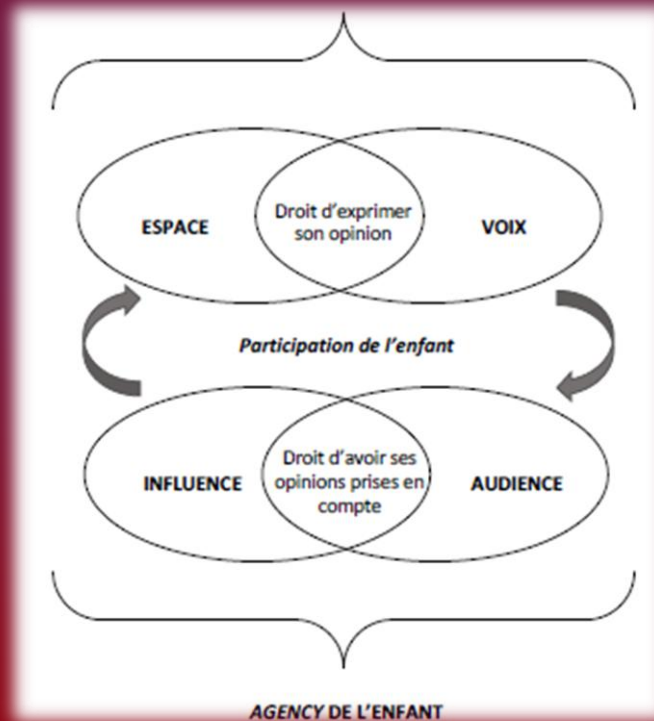 ESPACE
Droit d'exprimer
son opinion
VOIX
Participation de l'enfant
INFLUENCE
Droit d'avoir ses
opinions prises en
compte
AUDIENCE
AGENCY DE L'ENFANT